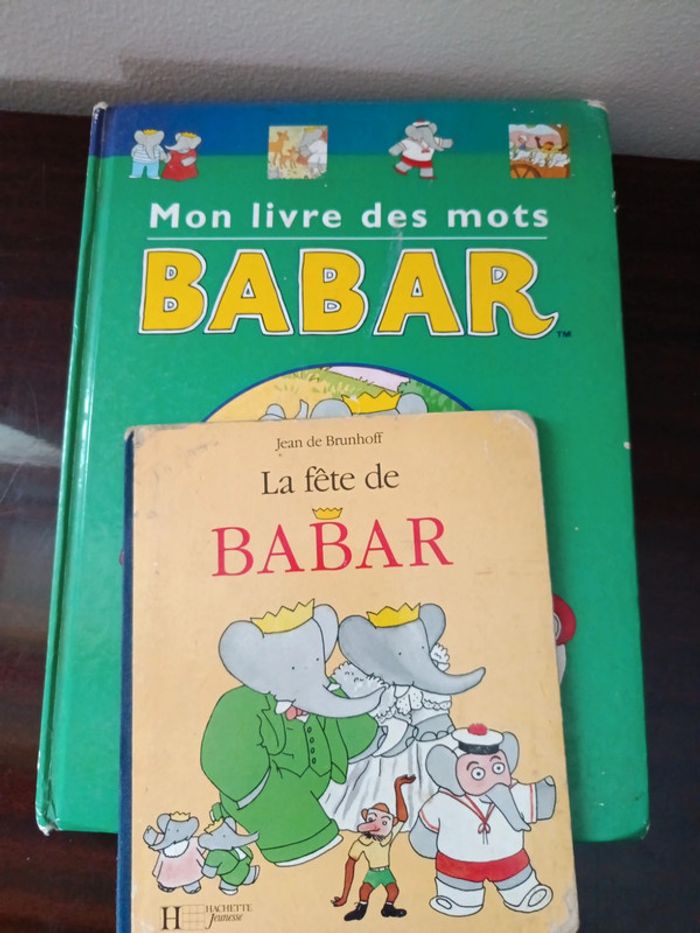 Mon livre des mots
BABAR
TM
Jean de Brunhoff
La fête de
BABAR
H HACHETTE
Jeunesse